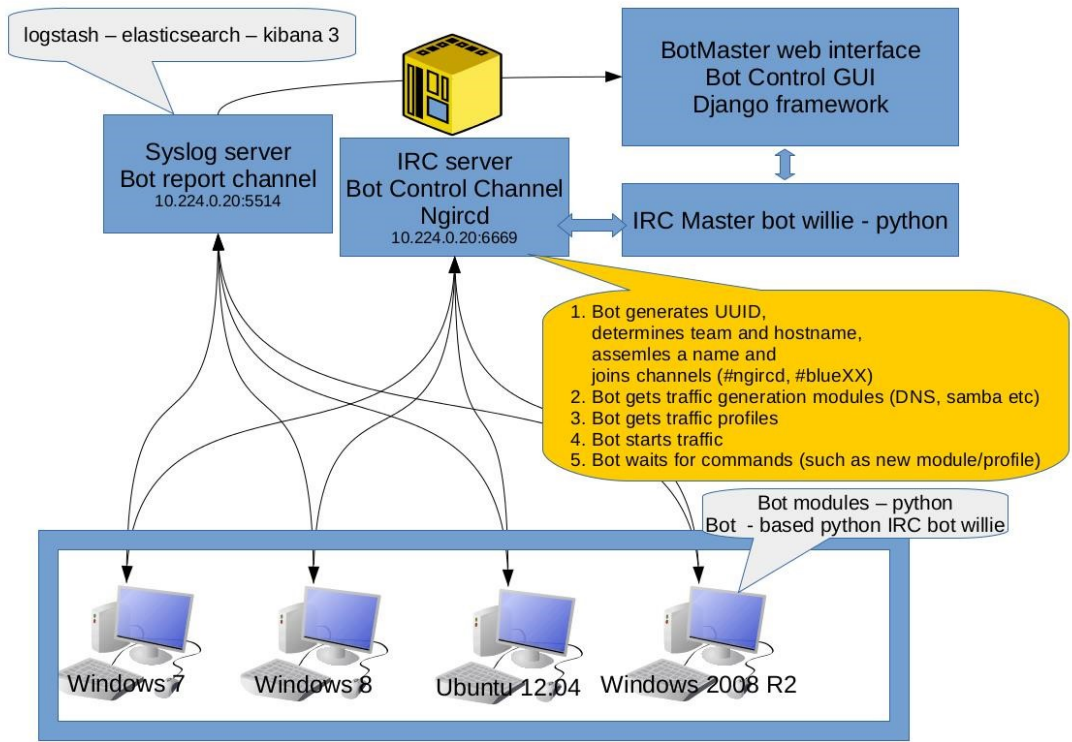 logstash – elasticsearch – kibana 3
BotMaster web interface
Bot Control GUI
Django framework
Syslog server
Bot report channel
10.224.0.20:5514
IRC server
Bot Control Channel
Ngircd
10.224.0.20:6669
IRC Master bot willie - python
1. Bot generates UUID,
determines team and hostname,
assemles a name and
joins channels (#ngircd, #blueXX)
2. Bot gets traffic generation modules (DNS, samba etc)
3. Bot gets traffic profiles
4. Bot starts traffic
5. Bot waits for commands (such as new module/profile)
Bot modules – python
Bot - based python IRC bot willie
Windows 7
Windows 8
Ubuntu 12.04
Windows 2008 R2